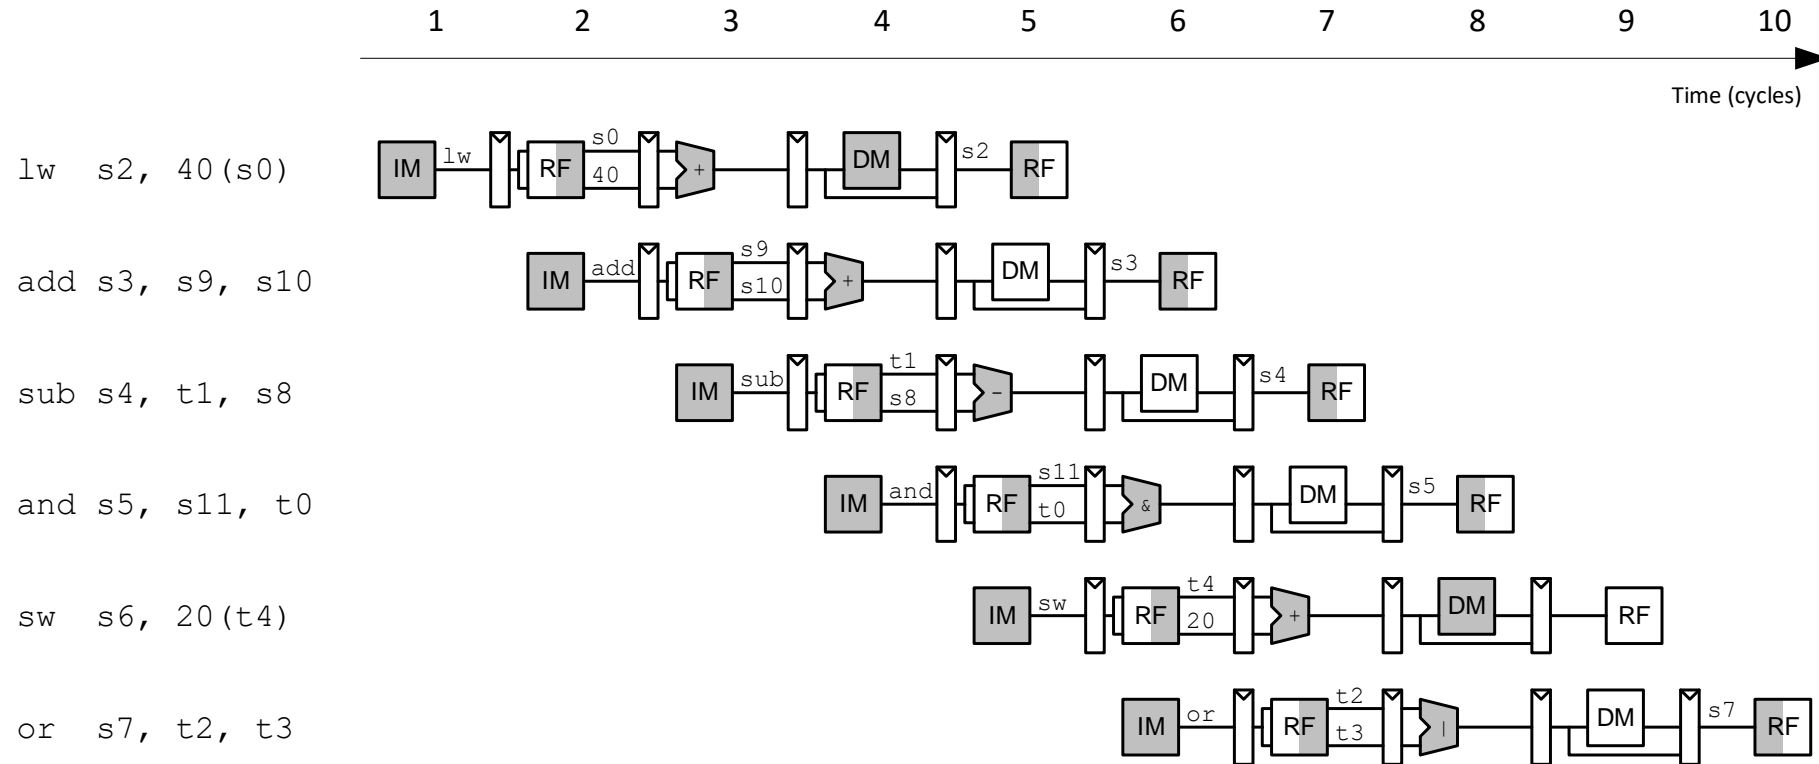 1 2 3 4 5 6 7 8 9 10
Time (cycles)
lw s2, 40(s0) IM lw RF s0 40 + DM s2 RF
add s3, s9, s10 IM add RF s9 s10 + DM s3 RF
sub s4, t1, s8 IM sub RF t1 s8 - DM s4 RF
and s5, s11, t0 IM and RF s11 t0 & DM s5 RF
sw s6, 20(t4) IM sw RF t4 20 + DM RF
or s7, t2, t3 IM or RF t2 t3 | DM s7 RF